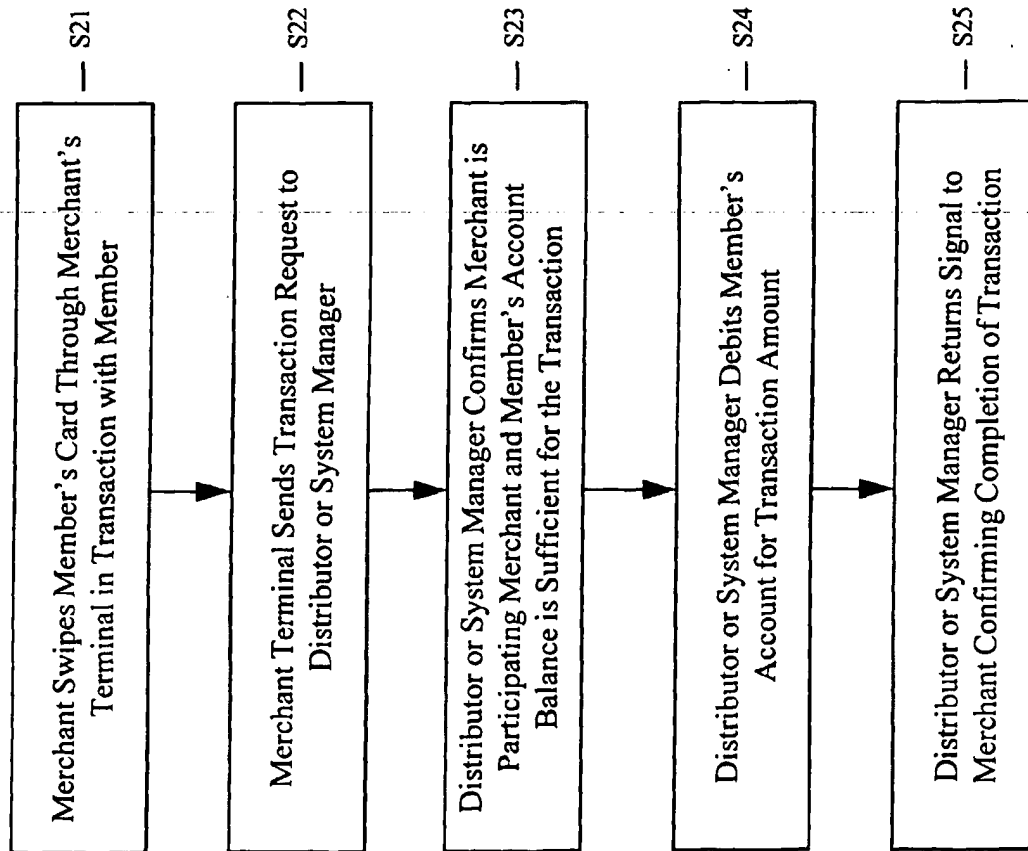 Merchant Swipes Member's Card Through Merchant's
Terminal in Transaction with Member
S21
Merchant Terminal Sends Transaction Request to
Distributor or System Manager
S22
Distributor or System Manager Confirms Merchant is
Participating Merchant and Member's Account
Balance is Sufficient for the Transaction
S23
Distributor or System Manager Debits Member's
Account for Transaction Amount
S24
Distributor or System Manager Returns Signal to
Merchant Confirming Completion of Transaction
S25